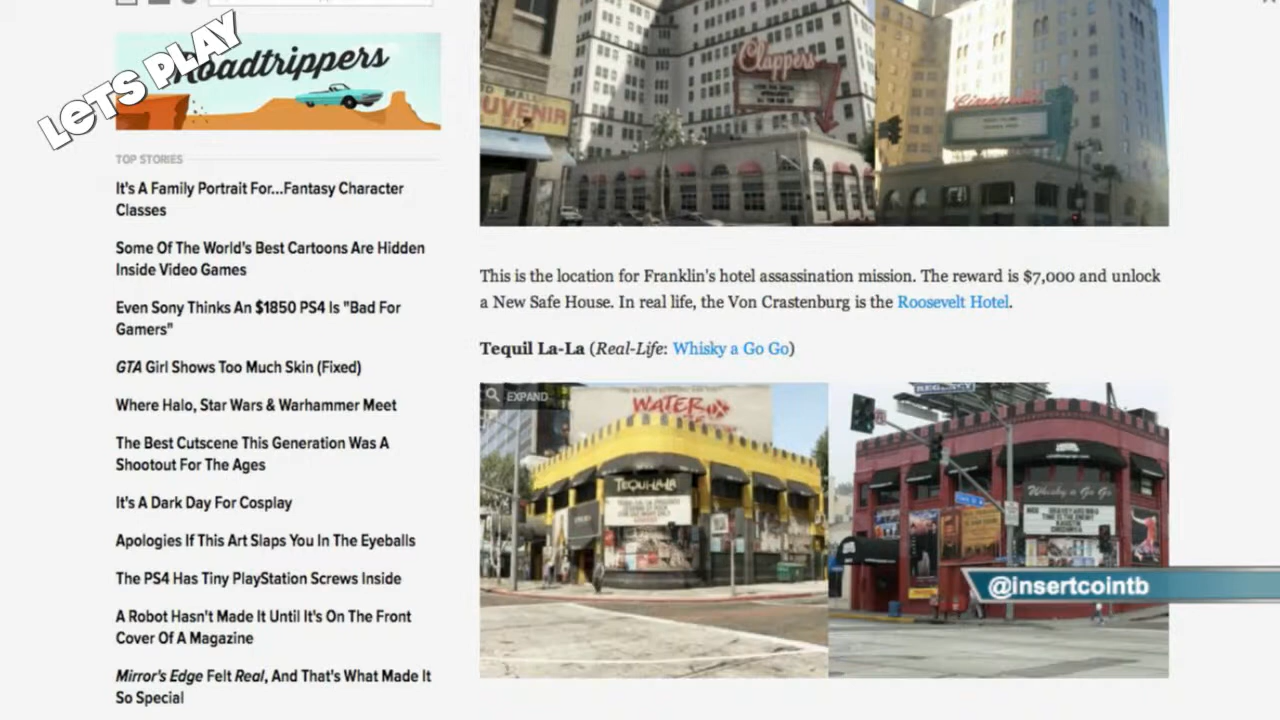 LETS PLAY
Roadtrippers
TOP STORIES
It's A Family Portrait For...Fantasy Character
Classes
Some Of The World's Best Cartoons Are Hidden
Inside Video Games
Even Sony Thinks An $1850 PS4 Is "Bad For
Gamers"
GTA Girl Shows Too Much Skin (Fixed)
Where Halo, Star Wars & Warhammer Meet
The Best Cutscene This Generation Was A
Shootout For The Ages
It's A Dark Day For Cosplay
Apologies If This Art Slaps You In The Eyeballs
The PS4 Has Tiny PlayStation Screws Inside
A Robot Hasn't Made It Until It's On The Front
Cover Of A Magazine
Mirror's Edge Felt Real, And That's What Made It
So Special
Clappers
SOUVENIR
This is the location for Franklin's hotel assassination mission. The reward is $7,000 and unlock
a New Safe House. In real life, the Von Crastenburg is the Roosevelt Hotel.
Tequil La-La (Real-Life: Whisky a Go Go)
EXPAND
WATER
TEQUI-LA-LA
REGENCY
Whisky a Go Go
@insertcointb